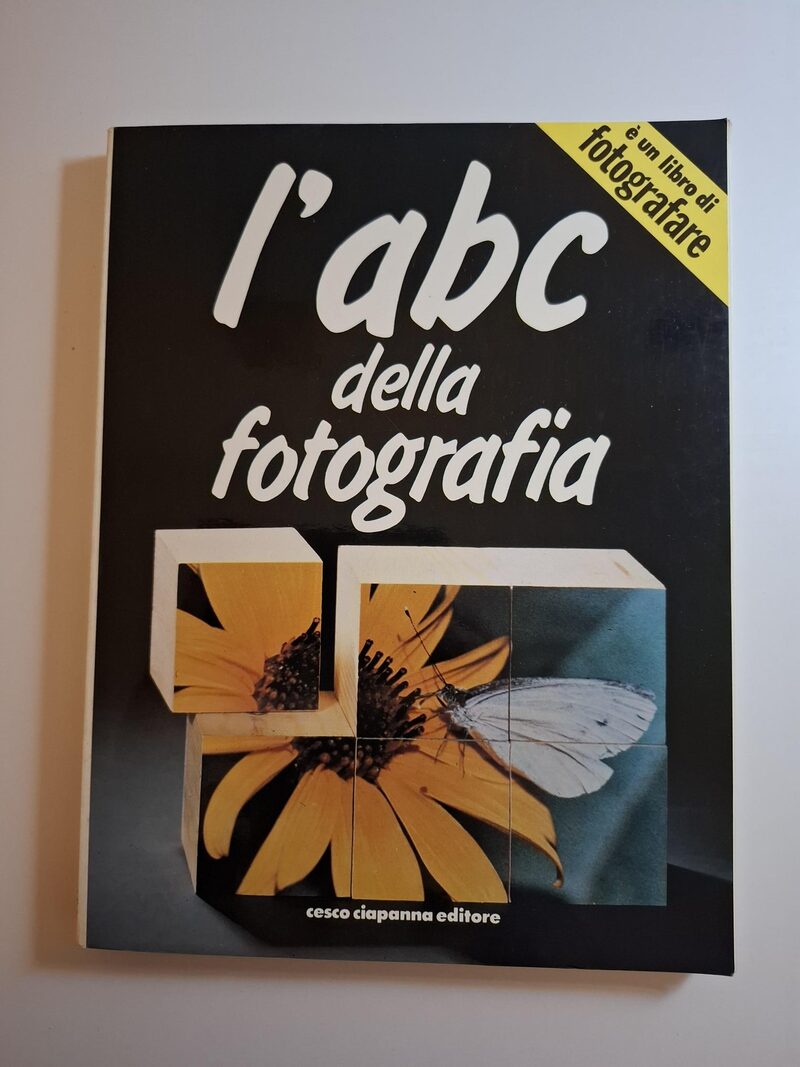 è un libro di
fotografare
l'abc
della
fotografia
cesco ciapanna editore